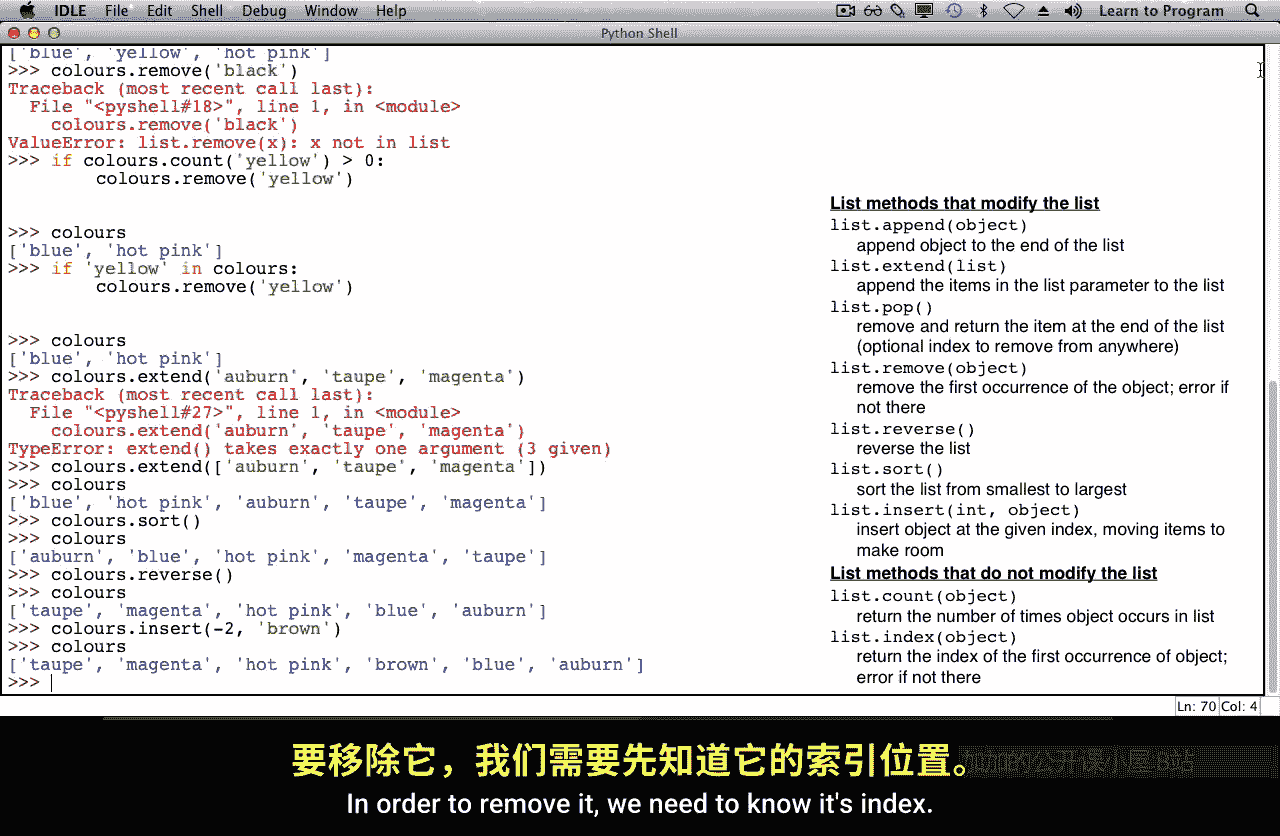 IDLE File Edit Shell Debug Window Help Learn to Program
Python Shell
['blue', 'yellow', 'hot pink']
>>> colours.remove('black')
Traceback (most recent call last):
  File "<pyshell#18>", line 1, in <module>
    colours.remove('black')
ValueError: list.remove(x): x not in list
>>> if colours.count('yellow') > 0:
        colours.remove('yellow')
>>> colours
['blue', 'hot pink']
>>> if 'yellow' in colours:
        colours.remove('yellow')
>>> colours
['blue', 'hot pink']
>>> colours.extend('auburn', 'taupe', 'magenta')
Traceback (most recent call last):
  File "<pyshell#27>", line 1, in <module>
    colours.extend('auburn', 'taupe', 'magenta')
TypeError: extend() takes exactly one argument (3 given)
>>> colours.extend(['auburn', 'taupe', 'magenta'])
>>> colours
['blue', 'hot pink', 'auburn', 'taupe', 'magenta']
>>> colours.sort()
>>> colours
['auburn', 'blue', 'hot pink', 'magenta', 'taupe']
>>> colours.reverse()
>>> colours
['taupe', 'magenta', 'hot pink', 'blue', 'auburn']
>>> colours.insert(-2, 'brown')
>>> colours
['taupe', 'magenta', 'hot pink', 'brown', 'blue', 'auburn']
>>>
List methods that modify the list
list.append(object)
append object to the end of the list
list.extend(list)
append the items in the list parameter to the list
list.pop()
remove and return the item at the end of the list
(optional index to remove from anywhere)
list.remove(object)
remove the first occurrence of the object; error if
not there
list.reverse()
reverse the list
list.sort()
sort the list from smallest to largest
list.insert(int, object)
insert object at the given index, moving items to
make room
List methods that do not modify the list
list.count(object)
return the number of times object occurs in list
list.index(object)
return the index of the first occurrence of object;
error if not there
Ln: 70 Col: 4
要移除它，我们需要先知道它的索引位置。
的公开课小屋 B站
In order to remove it, we need to know it's index.